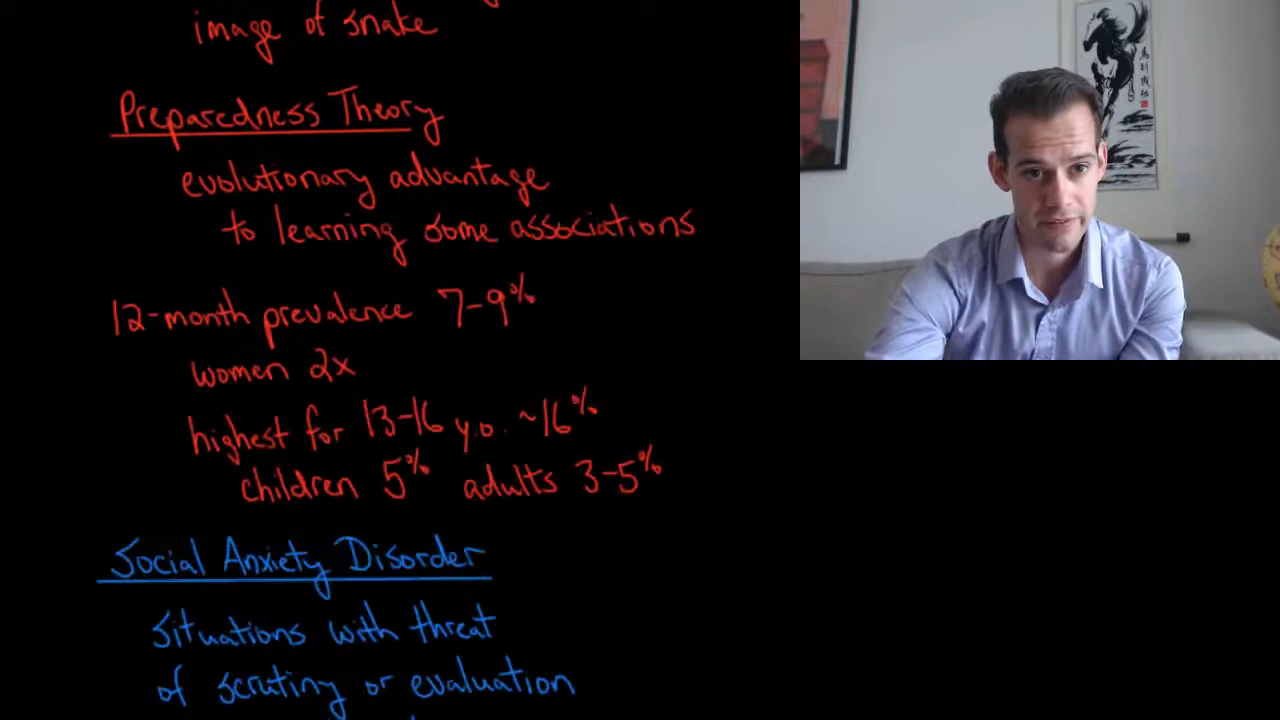 image of snake
Preparedness Theory
evolutionary advantage
to learning some associations
12-month prevalence 7-9%
women 2x
highest for 13-16 y.o. ~16%
children 5% adults 3-5%
Social Anxiety Disorder
situations with threat
of scrutiny or evaluation